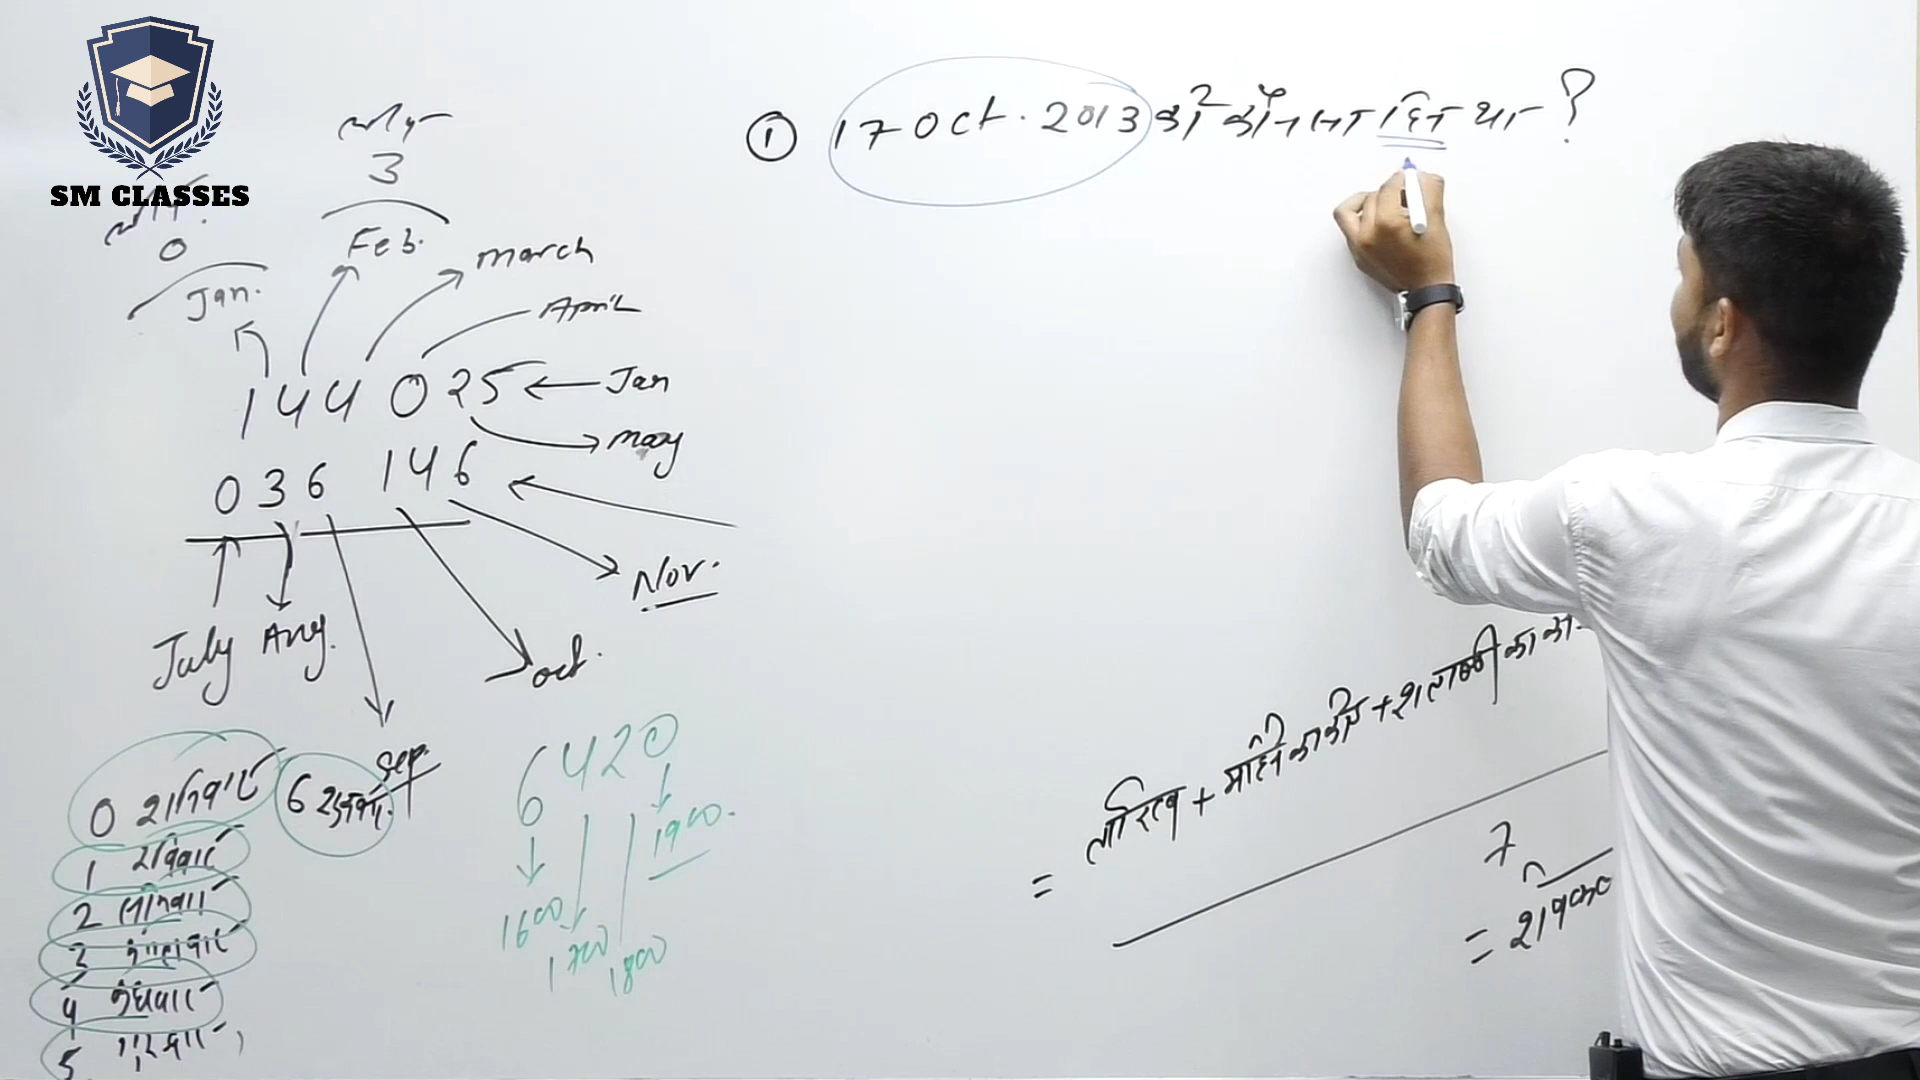 SM CLASSES
① 17 Oct. 2013 को कौन सा दिन था ?
लीप
3
0
Jan.
Feb.
March
April
1 4 4 0 2 5 ← Jan
May
0 3 6 1 4 6
Nov.
July Aug.
oct.
Sep.
0 शनिवार
6 शुक्रवार
1 रविवार
2 सोमवार
3 मंगलवार
4 बुधवार
5 गुरुवार
6 4 2 0
1600
1700
1800
1900
= तारीख + माह का कोड + शताब्दी का को
7
= शेषफल